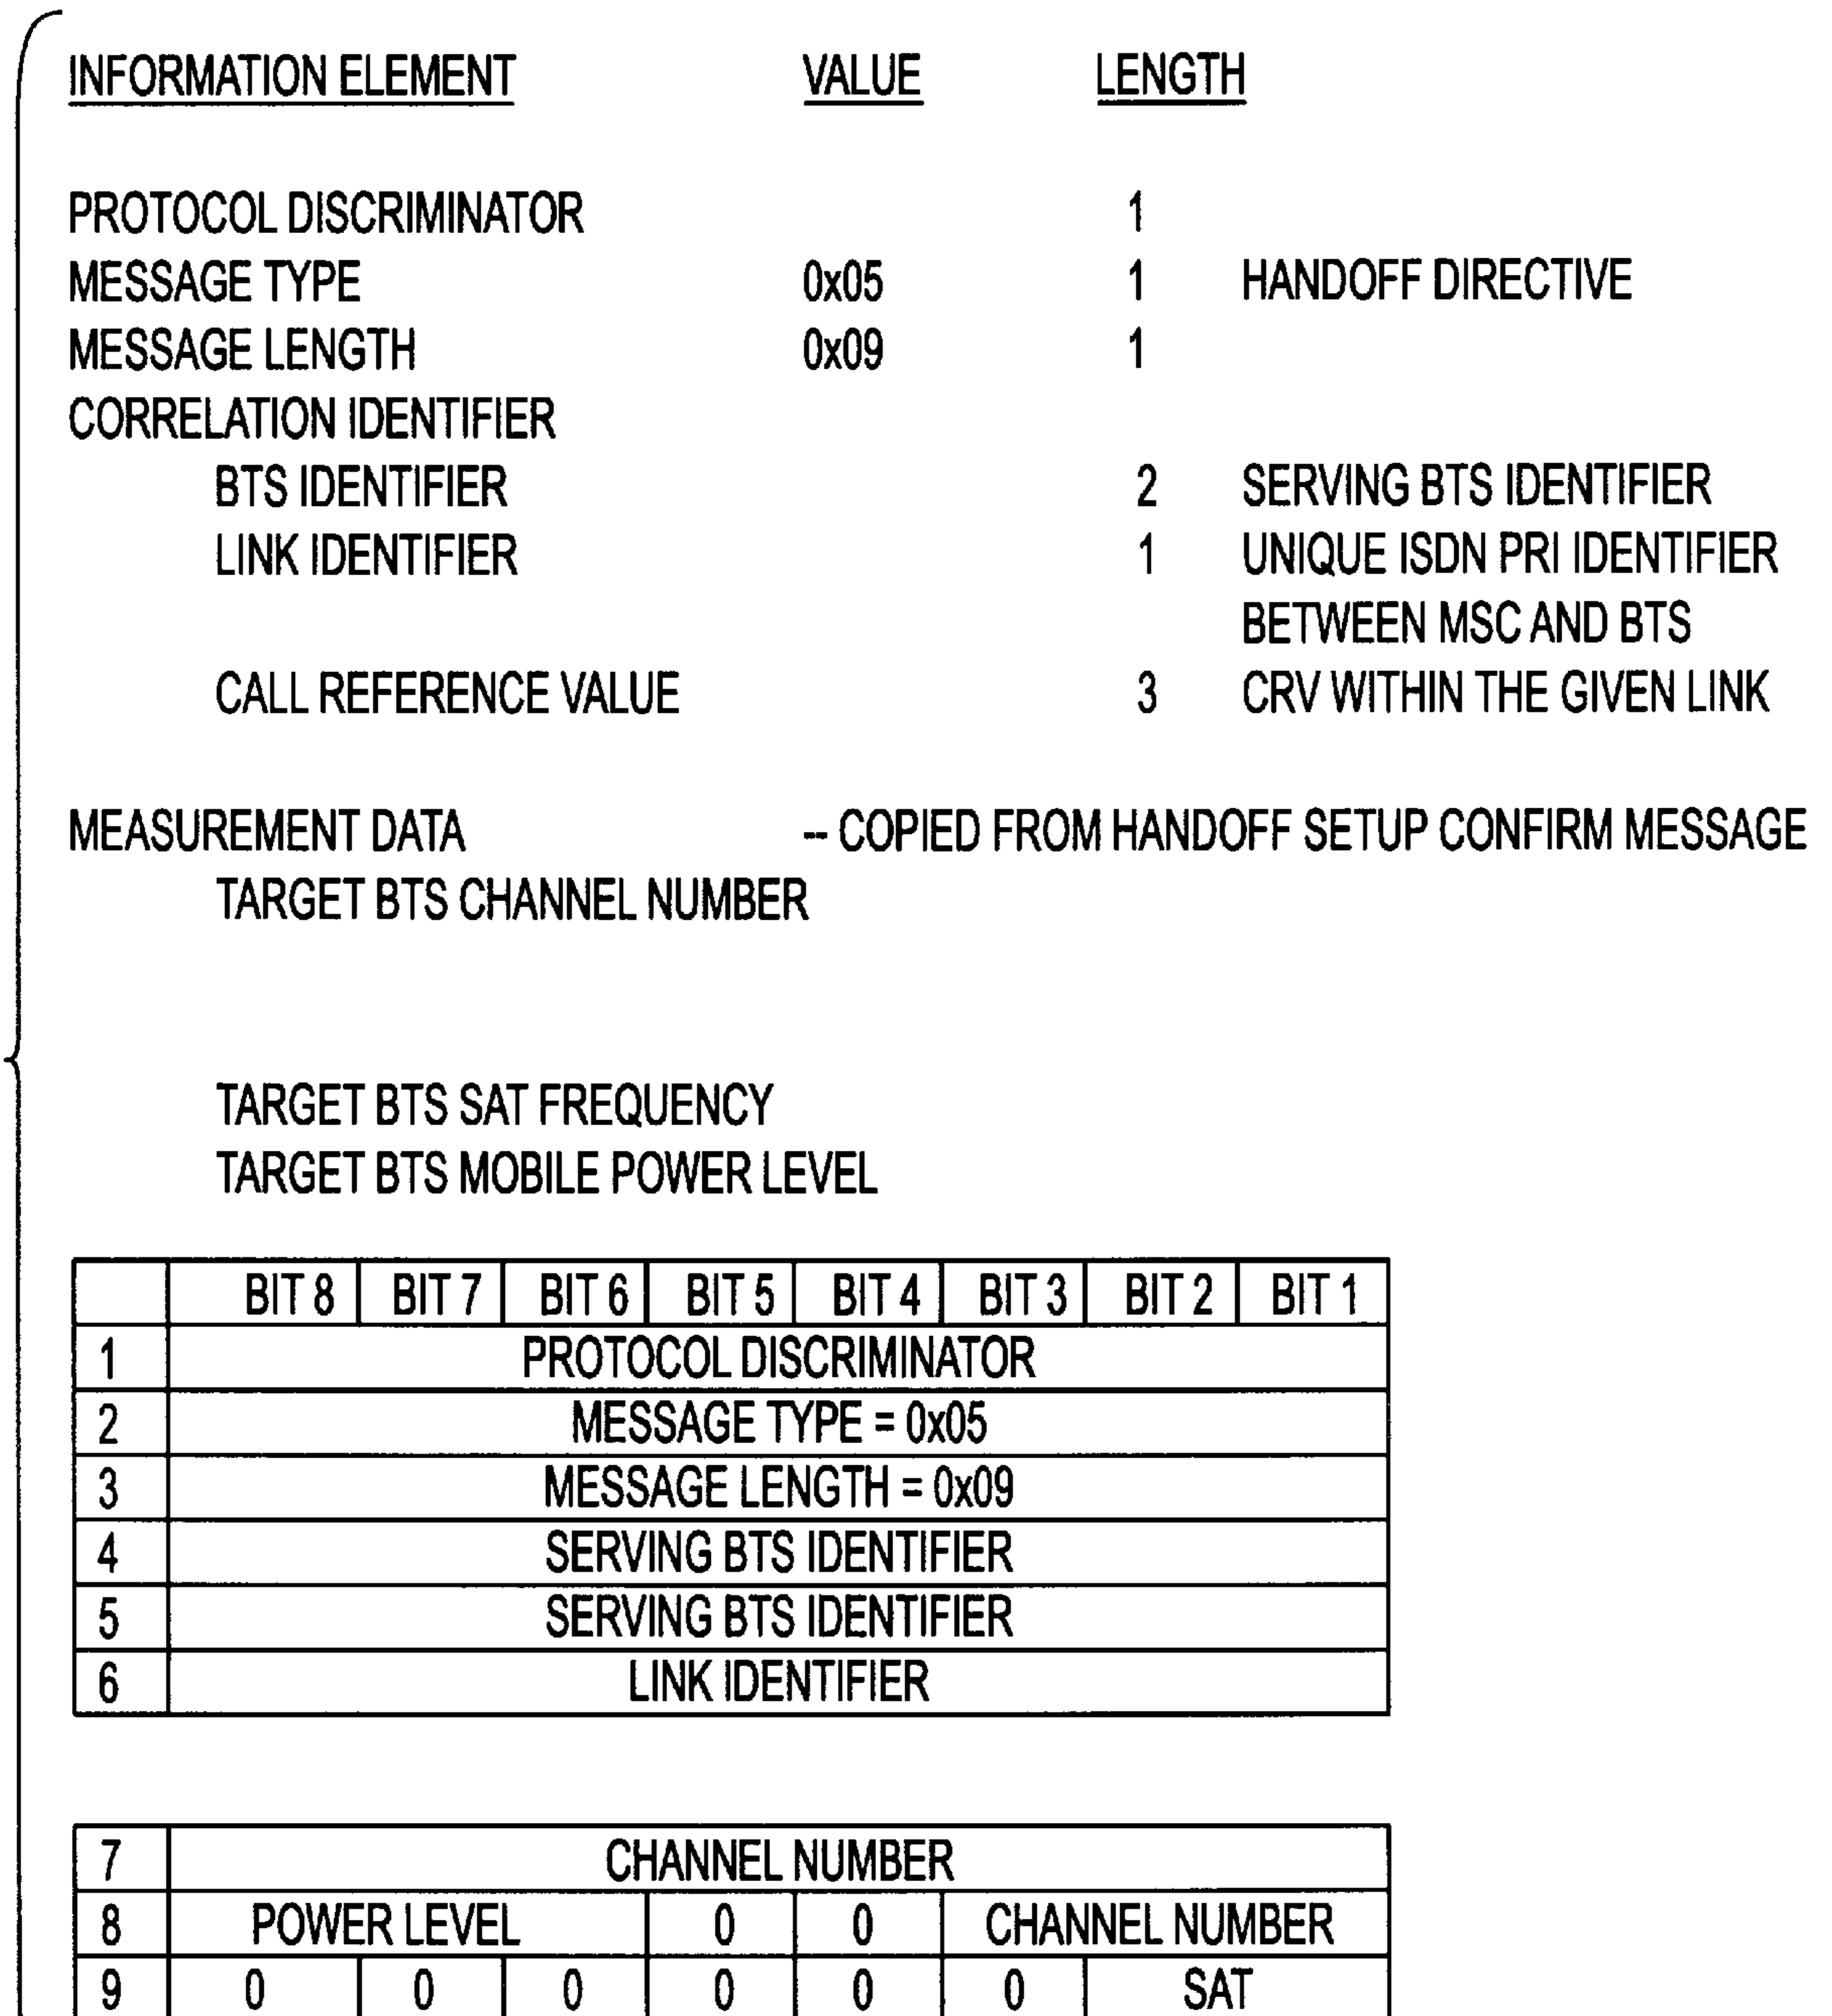 INFORMATION ELEMENT VALUE LENGTH
PROTOCOL DISCRIMINATOR 1
MESSAGE TYPE 0x05 1 HANDOFF DIRECTIVE
MESSAGE LENGTH 0x09 1
CORRELATION IDENTIFIER
BTS IDENTIFIER 2 SERVING BTS IDENTIFIER
LINK IDENTIFIER 1 UNIQUE ISDN PRI IDENTIFIER
BETWEEN MSC AND BTS
CALL REFERENCE VALUE 3 CRV WITHIN THE GIVEN LINK
MEASUREMENT DATA -- COPIED FROM HANDOFF SETUP CONFIRM MESSAGE
TARGET BTS CHANNEL NUMBER
TARGET BTS SAT FREQUENCY
TARGET BTS MOBILE POWER LEVEL
BIT 8 BIT 7 BIT 6 BIT 5 BIT 4 BIT 3 BIT 2 BIT 1
1 PROTOCOL DISCRIMINATOR
2 MESSAGE TYPE = 0x05
3 MESSAGE LENGTH = 0x09
4 SERVING BTS IDENTIFIER
5 SERVING BTS IDENTIFIER
6 LINK IDENTIFIER
7 CHANNEL NUMBER
8 POWER LEVEL 0 0 CHANNEL NUMBER
9 0 0 0 0 0 0 SAT